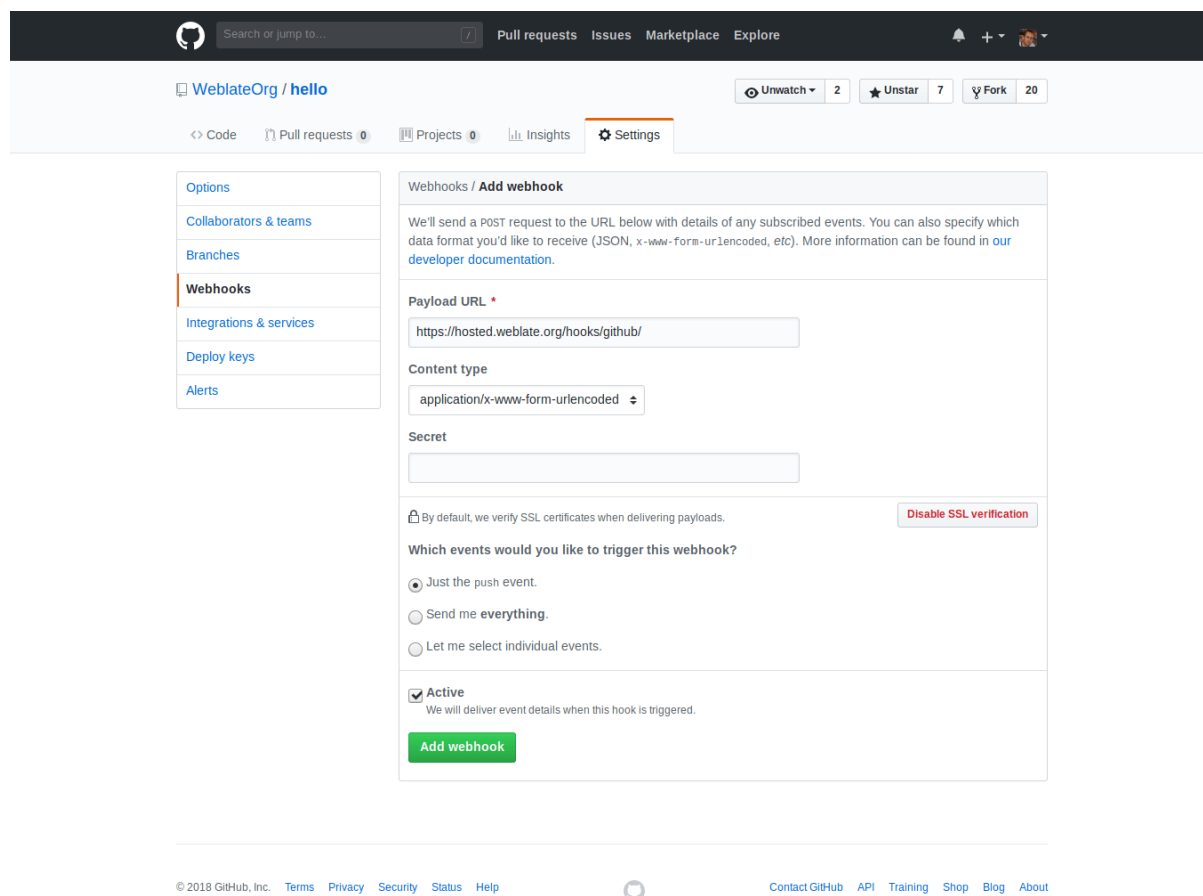 Search or jump to… / Pull requests Issues Marketplace Explore
WeblateOrg / hello Unwatch 2 Unstar 7 Fork 20
Code Pull requests 0 Projects 0 Insights Settings
Options
Collaborators & teams
Branches
Webhooks
Integrations & services
Deploy keys
Alerts
Webhooks / Add webhook
We'll send a POST request to the URL below with details of any subscribed events. You can also specify which
data format you'd like to receive (JSON, x-www-form-urlencoded, etc). More information can be found in our
developer documentation.
Payload URL *
https://hosted.weblate.org/hooks/github/
Content type
application/x-www-form-urlencoded
Secret
By default, we verify SSL certificates when delivering payloads. Disable SSL verification
Which events would you like to trigger this webhook?
Just the push event.
Send me everything.
Let me select individual events.
Active
We will deliver event details when this hook is triggered.
Add webhook
© 2018 GitHub, Inc. Terms Privacy Security Status Help Contact GitHub API Training Shop Blog About